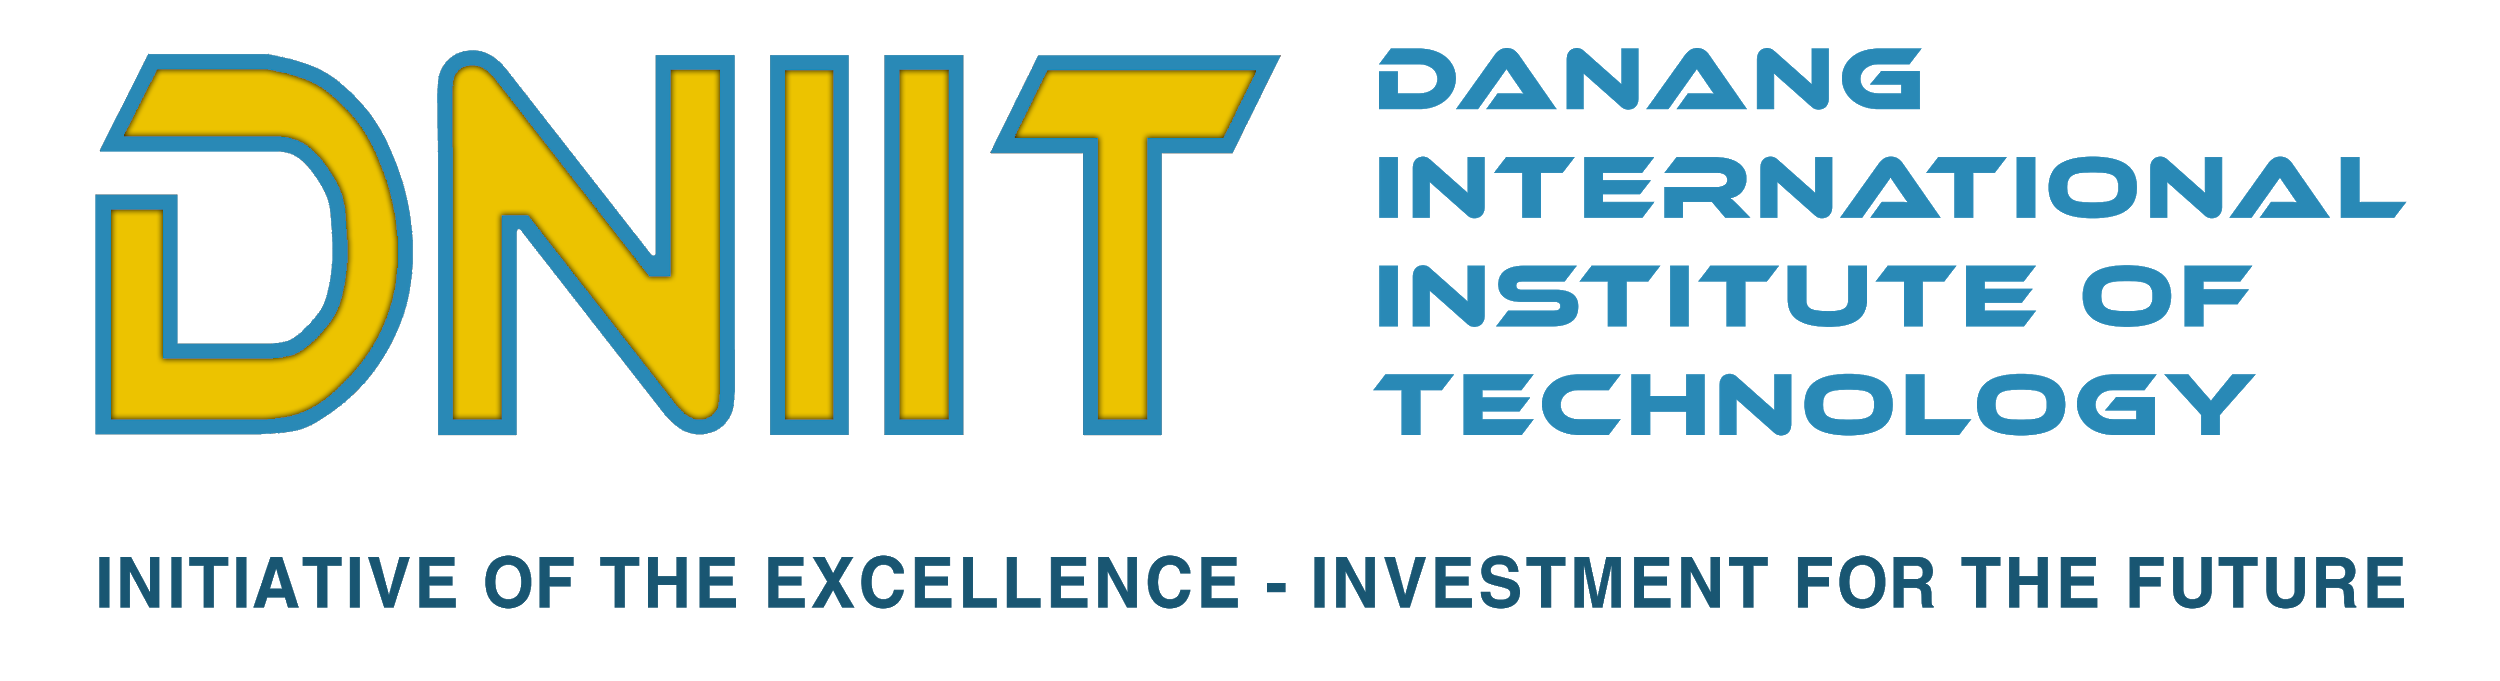 DNIIT
DANANG
INTERNATIONAL
INSTITUTE OF
TECHNOLOGY
INITIATIVE OF THE EXCELLENCE - INVESTMENT FOR THE FUTURE